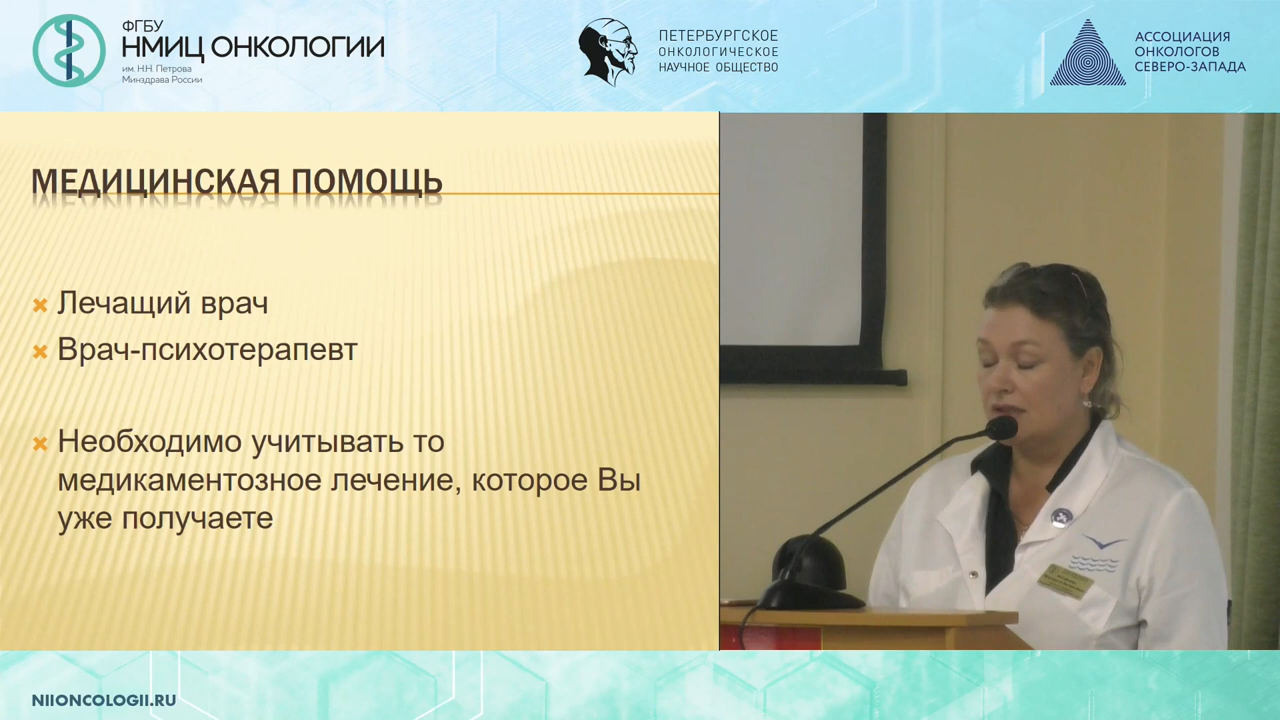 ФГБУ
НМИЦ ОНКОЛОГИИ
им. Н.Н. Петрова
Минздрава России
ПЕТЕРБУРГСКОЕ
ОНКОЛОГИЧЕСКОЕ
НАУЧНОЕ ОБЩЕСТВО
АССОЦИАЦИЯ
ОНКОЛОГОВ
СЕВЕРО-ЗАПАДА
МЕДИЦИНСКАЯ ПОМОЩЬ
Лечащий врач
Врач-психотерапевт
Необходимо учитывать то
медикаментозное лечение, которое Вы
уже получаете
NIIONCOLOGII.RU